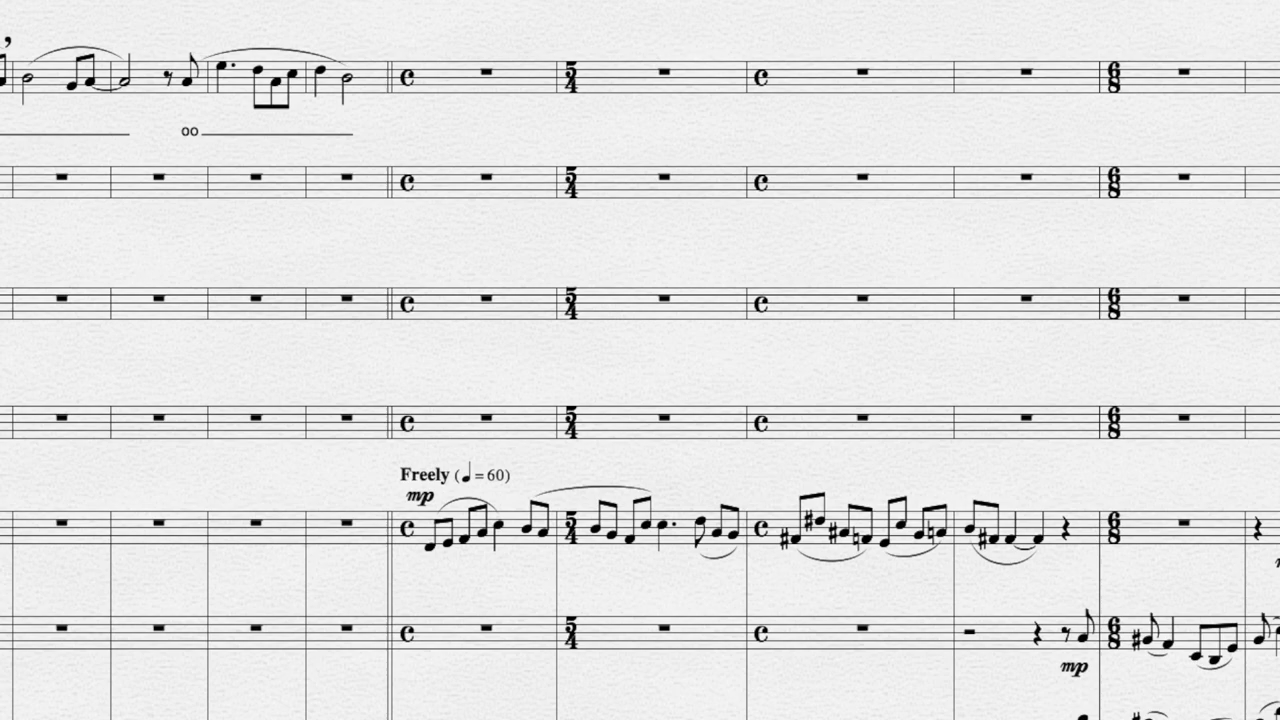 oo
Freely (♩ = 60)
mp
mp